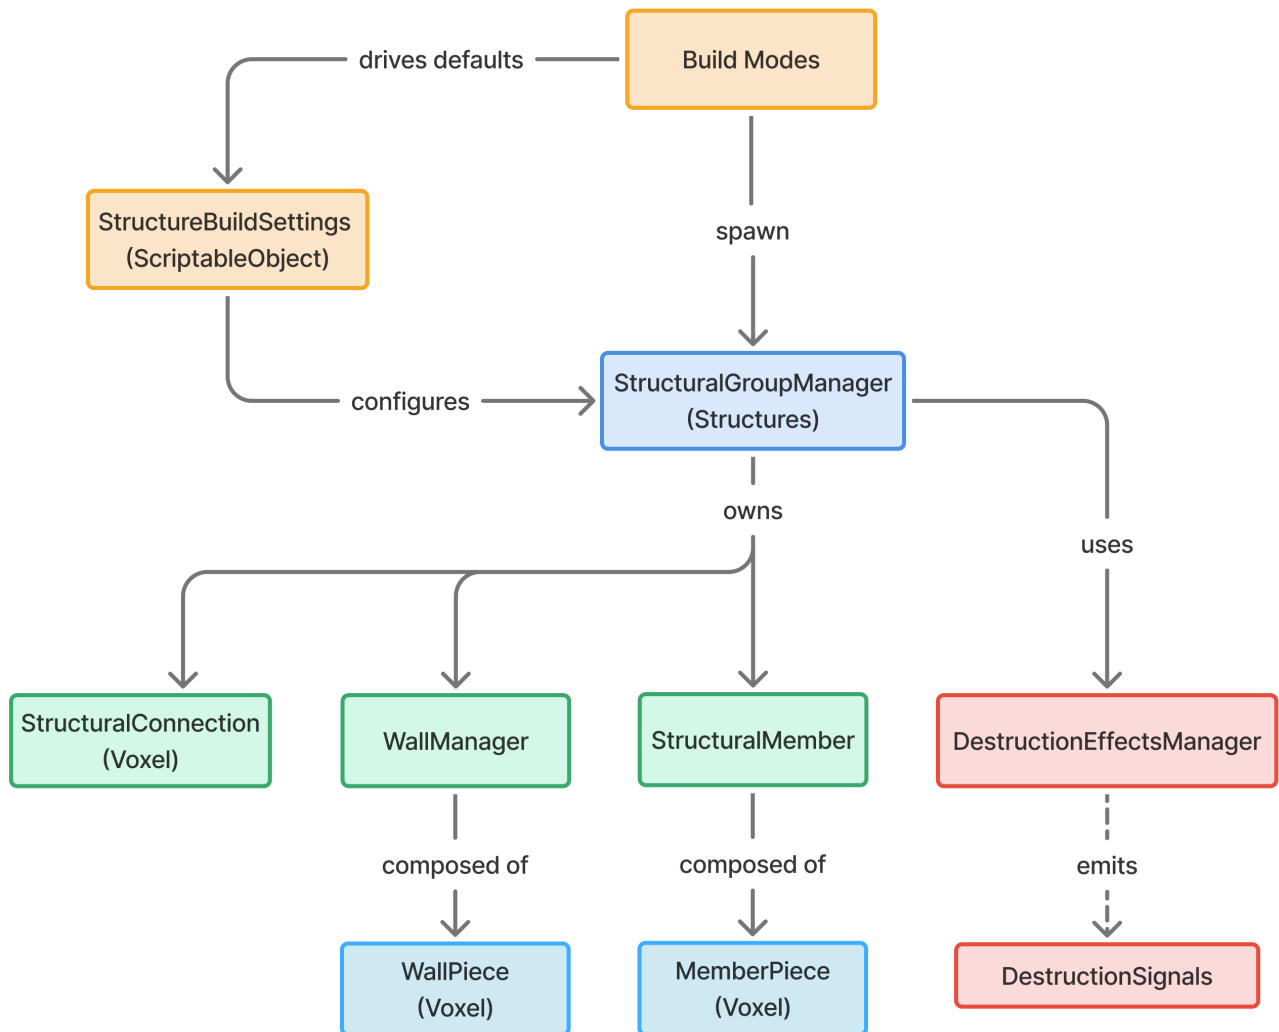 drives defaults
Build Modes
StructureBuildSettings
(ScriptableObject)
spawn
configures
StructuralGroupManager
(Structures)
owns
uses
StructuralConnection
(Voxel)
WallManager
StructuralMember
DestructionEffectsManager
composed of
composed of
emits
WallPiece
(Voxel)
MemberPiece
(Voxel)
DestructionSignals